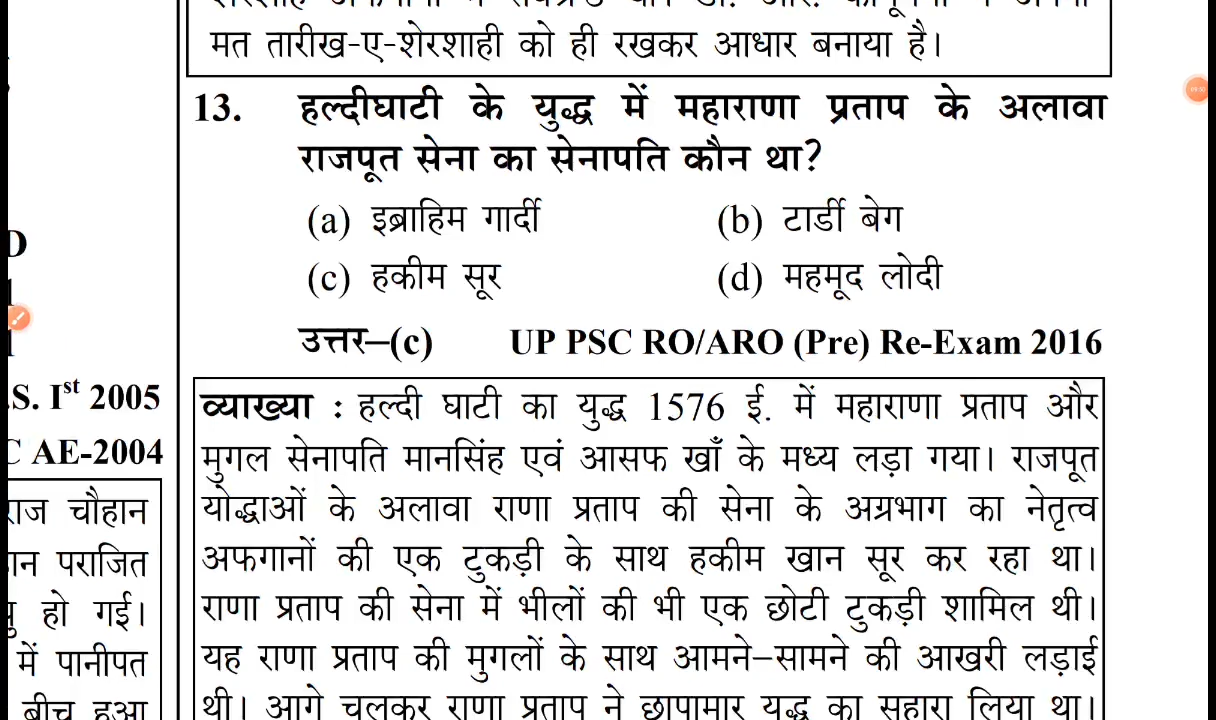 मत तारीख-ए-शेरशाही को ही रखकर आधार बनाया है।
13. हल्दीघाटी के युद्ध में महाराणा प्रताप के अलावा
राजपूत सेना का सेनापति कौन था?
(a) इब्राहिम गार्दी (b) टार्डी बेग
(c) हकीम सूर (d) महमूद लोदी
उत्तर–(c) UP PSC RO/ARO (Pre) Re-Exam 2016
व्याख्या : हल्दी घाटी का युद्ध 1576 ई. में महाराणा प्रताप और
मुगल सेनापति मानसिंह एवं आसफ खाँ के मध्य लड़ा गया। राजपूत
योद्धाओं के अलावा राणा प्रताप की सेना के अग्रभाग का नेतृत्व
अफगानों की एक टुकड़ी के साथ हकीम खान सूर कर रहा था।
राणा प्रताप की सेना में भीलों की भी एक छोटी टुकड़ी शामिल थी।
यह राणा प्रताप की मुगलों के साथ आमने–सामने की आखरी लड़ाई
थी। आगे चलकर राणा प्रताप ने छापामार युद्ध का सहारा लिया था।
.S. Ist 2005
C AE-2004
राज चौहान
पराजित
हो गई।
में पानीपत
बीच हुआ